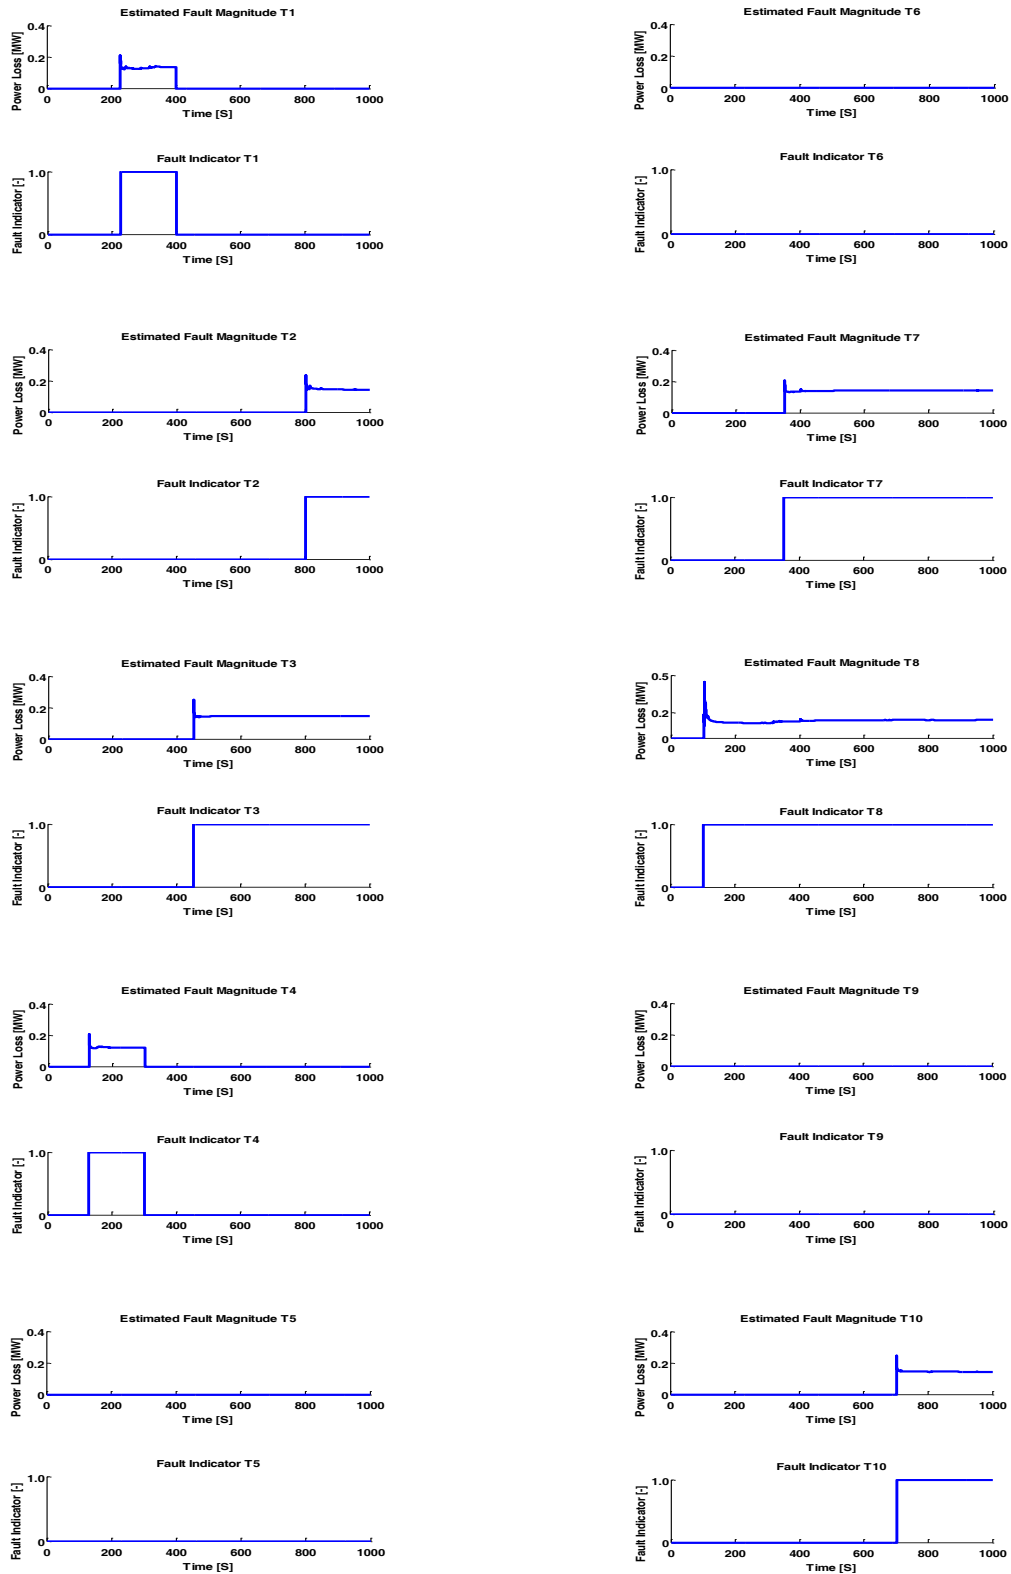 Estimated Fault Magnitude T1
Power Loss [MW]
0.4
0.2
0
0 200 400 600 800 1000
Time [S]
Fault Indicator T1
Fault Indicator [-]
1.0
0
0 200 400 600 800 1000
Time [S]
Estimated Fault Magnitude T2
Power Loss [MW]
0.4
0.2
0
0 200 400 600 800 1000
Time [S]
Fault Indicator T2
Fault Indicator [-]
1.0
0
0 200 400 600 800 1000
Time [S]
Estimated Fault Magnitude T3
Power Loss [MW]
0.4
0.2
0
0 200 400 600 800 1000
Time [S]
Fault Indicator T3
Fault Indicator [-]
1.0
0
0 200 400 600 800 1000
Time [S]
Estimated Fault Magnitude T4
Power Loss [MW]
0.4
0.2
0
0 200 400 600 800 1000
Time [S]
Fault Indicator T4
Fault Indicator [-]
1.0
0
0 200 400 600 800 1000
Time [S]
Estimated Fault Magnitude T5
Power Loss [MW]
0.4
0.2
0
0 200 400 600 800 1000
Time [S]
Fault Indicator T5
Fault Indicator [-]
1.0
0
0 200 400 600 800 1000
Time [S]
Estimated Fault Magnitude T6
Power Loss [MW]
0.4
0.2
0
0 200 400 600 800 1000
Time [S]
Fault Indicator T6
Fault Indicator [-]
1.0
0
0 200 400 600 800 1000
Time [S]
Estimated Fault Magnitude T7
Power Loss [MW]
0.4
0.2
0
0 200 400 600 800 1000
Time [S]
Fault Indicator T7
Fault Indicator [-]
1.0
0
0 200 400 600 800 1000
Time [S]
Estimated Fault Magnitude T8
Power Loss [MW]
0.5
0.2
0
0 200 400 600 800 1000
Time [S]
Fault Indicator T8
Fault Indicator [-]
1.0
0
0 200 400 600 800 1000
Time [S]
Estimated Fault Magnitude T9
Power Loss [MW]
0.4
0.2
0
0 200 400 600 800 1000
Time [S]
Fault Indicator T9
Fault Indicator [-]
1.0
0
0 200 400 600 800 1000
Time [S]
Estimated Fault Magnitude T10
Power Loss [MW]
0.4
0.2
0
0 200 400 600 800 1000
Time [S]
Fault Indicator T10
Fault Indicator [-]
1.0
0
0 200 400 600 800 1000
Time [S]